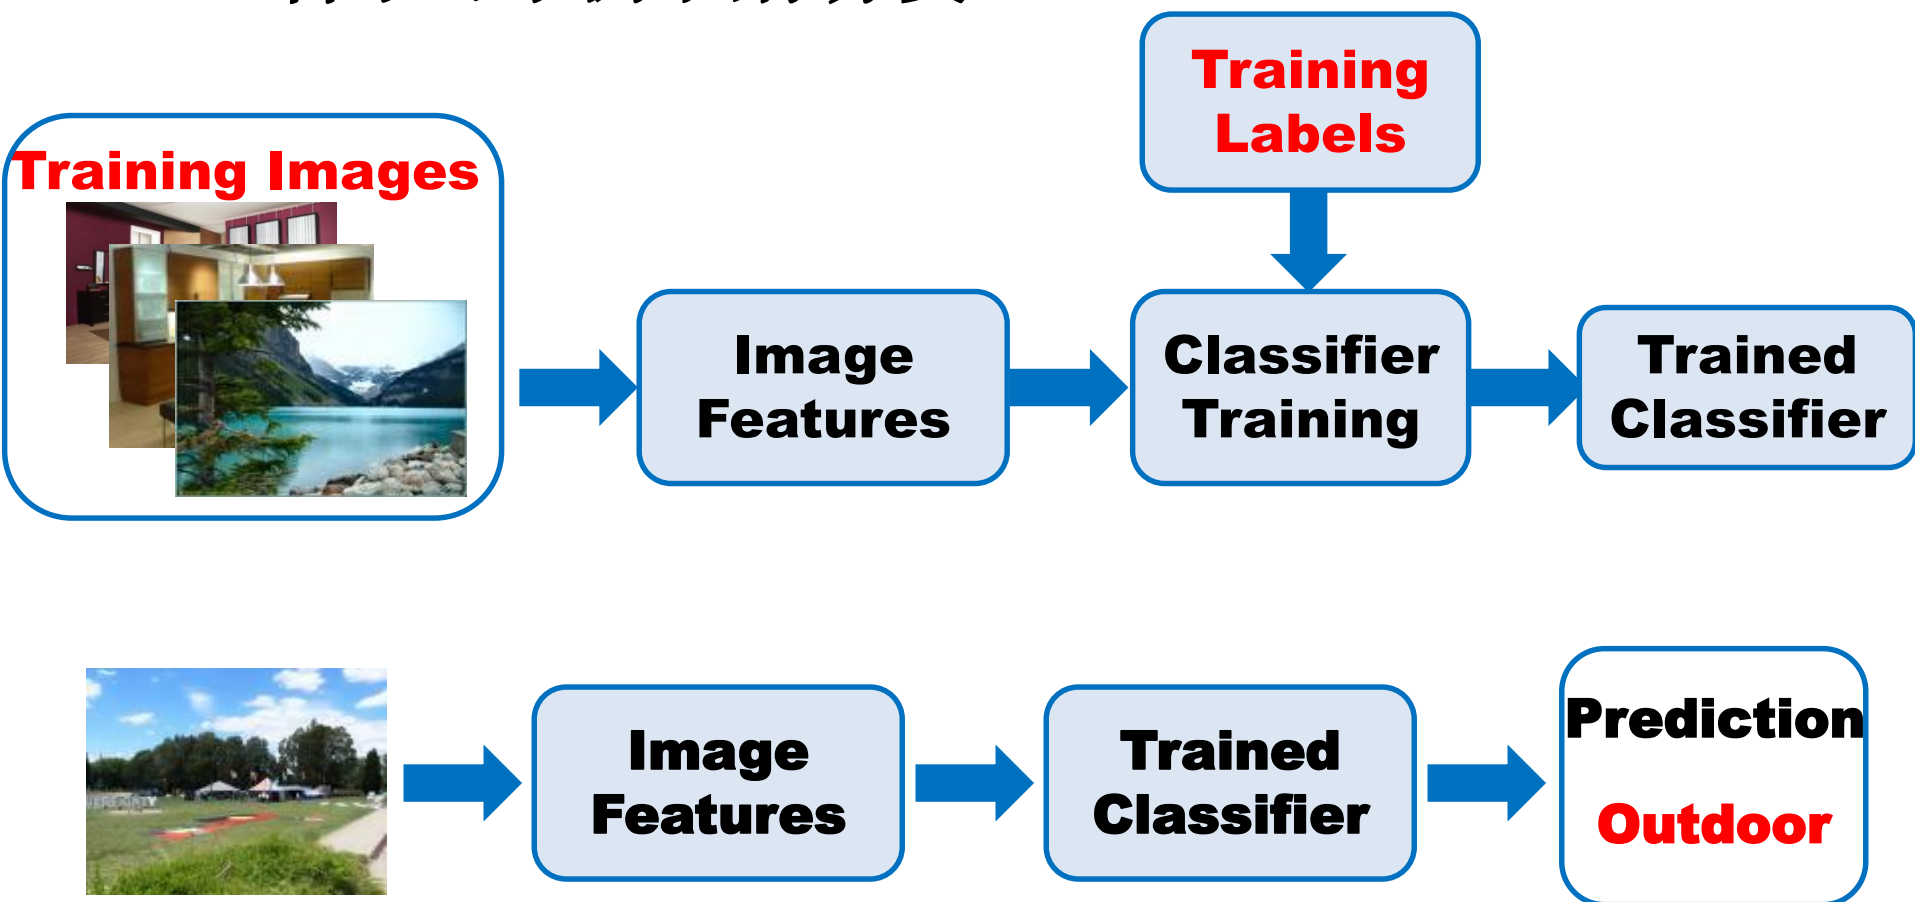 Training
Labels
Training Images
Image
Features
Classifier
Training
Trained
Classifier
Image
Features
Trained
Classifier
Prediction
Outdoor